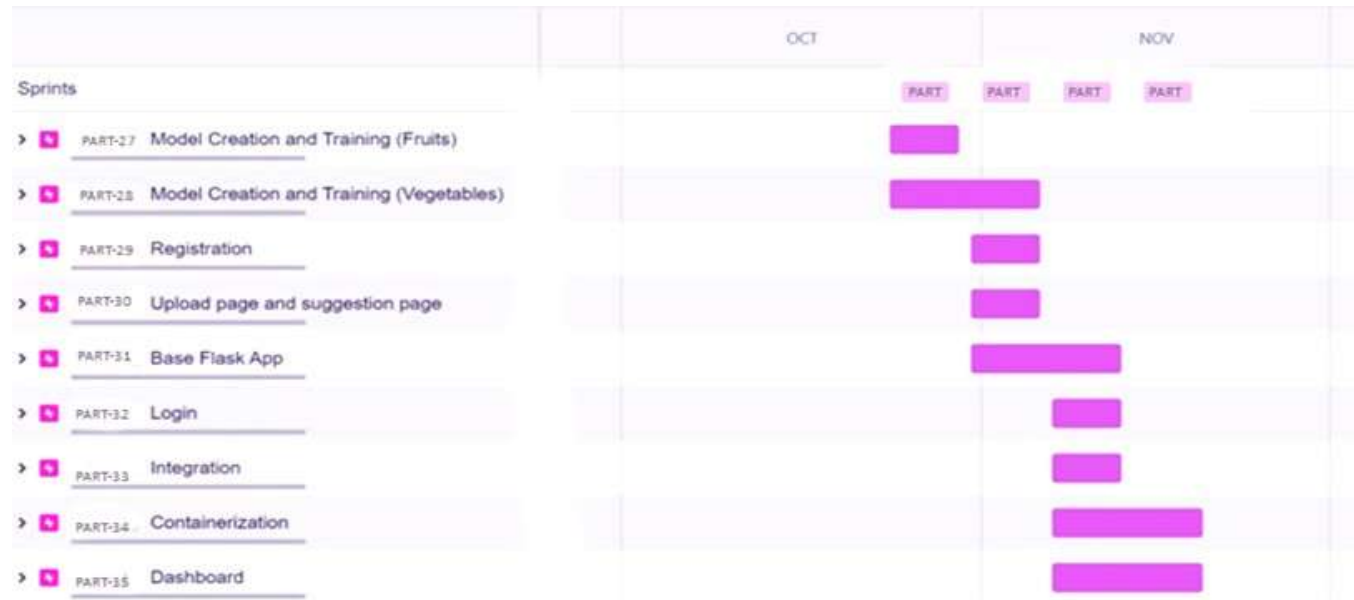 OCT NOV
Sprints PART PART PART PART
PART-27 Model Creation and Training (Fruits)
PART-28 Model Creation and Training (Vegetables)
PART-29 Registration
PART-30 Upload page and suggestion page
PART-31 Base Flask App
PART-32 Login
PART-33 Integration
PART-34 Containerization
PART-35 Dashboard